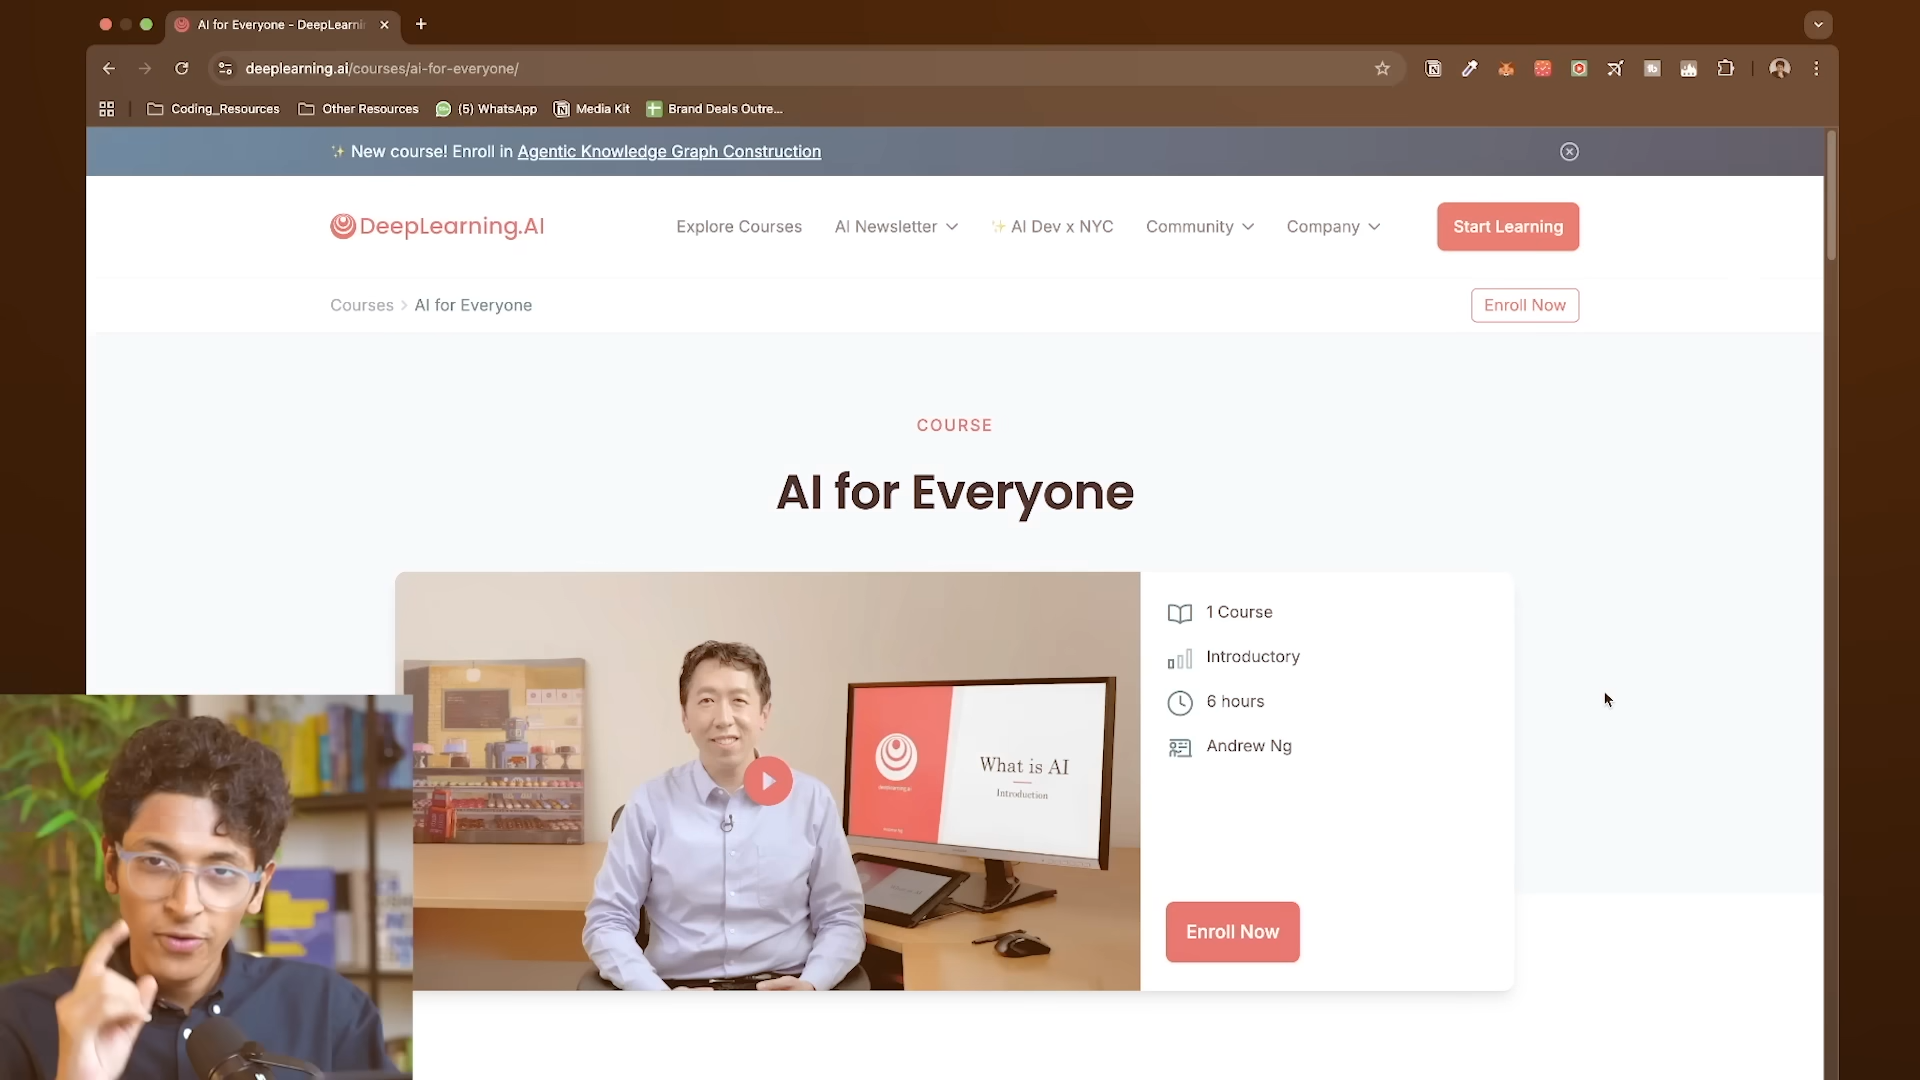 AI for Everyone - DeepLearni
deeplearning.ai/courses/ai-for-everyone/
Coding_Resources
Other Resources
(5) WhatsApp
Media Kit
Brand Deals Outre...
✨ New course! Enroll in Agentic Knowledge Graph Construction
DeepLearning.AI
Explore Courses
AI Newsletter
✨ AI Dev x NYC
Community
Company
Start Learning
Courses > AI for Everyone
Enroll Now
COURSE
AI for Everyone
1 Course
Introductory
6 hours
Andrew Ng
What is AI
Introduction
deeplearning.ai
Enroll Now